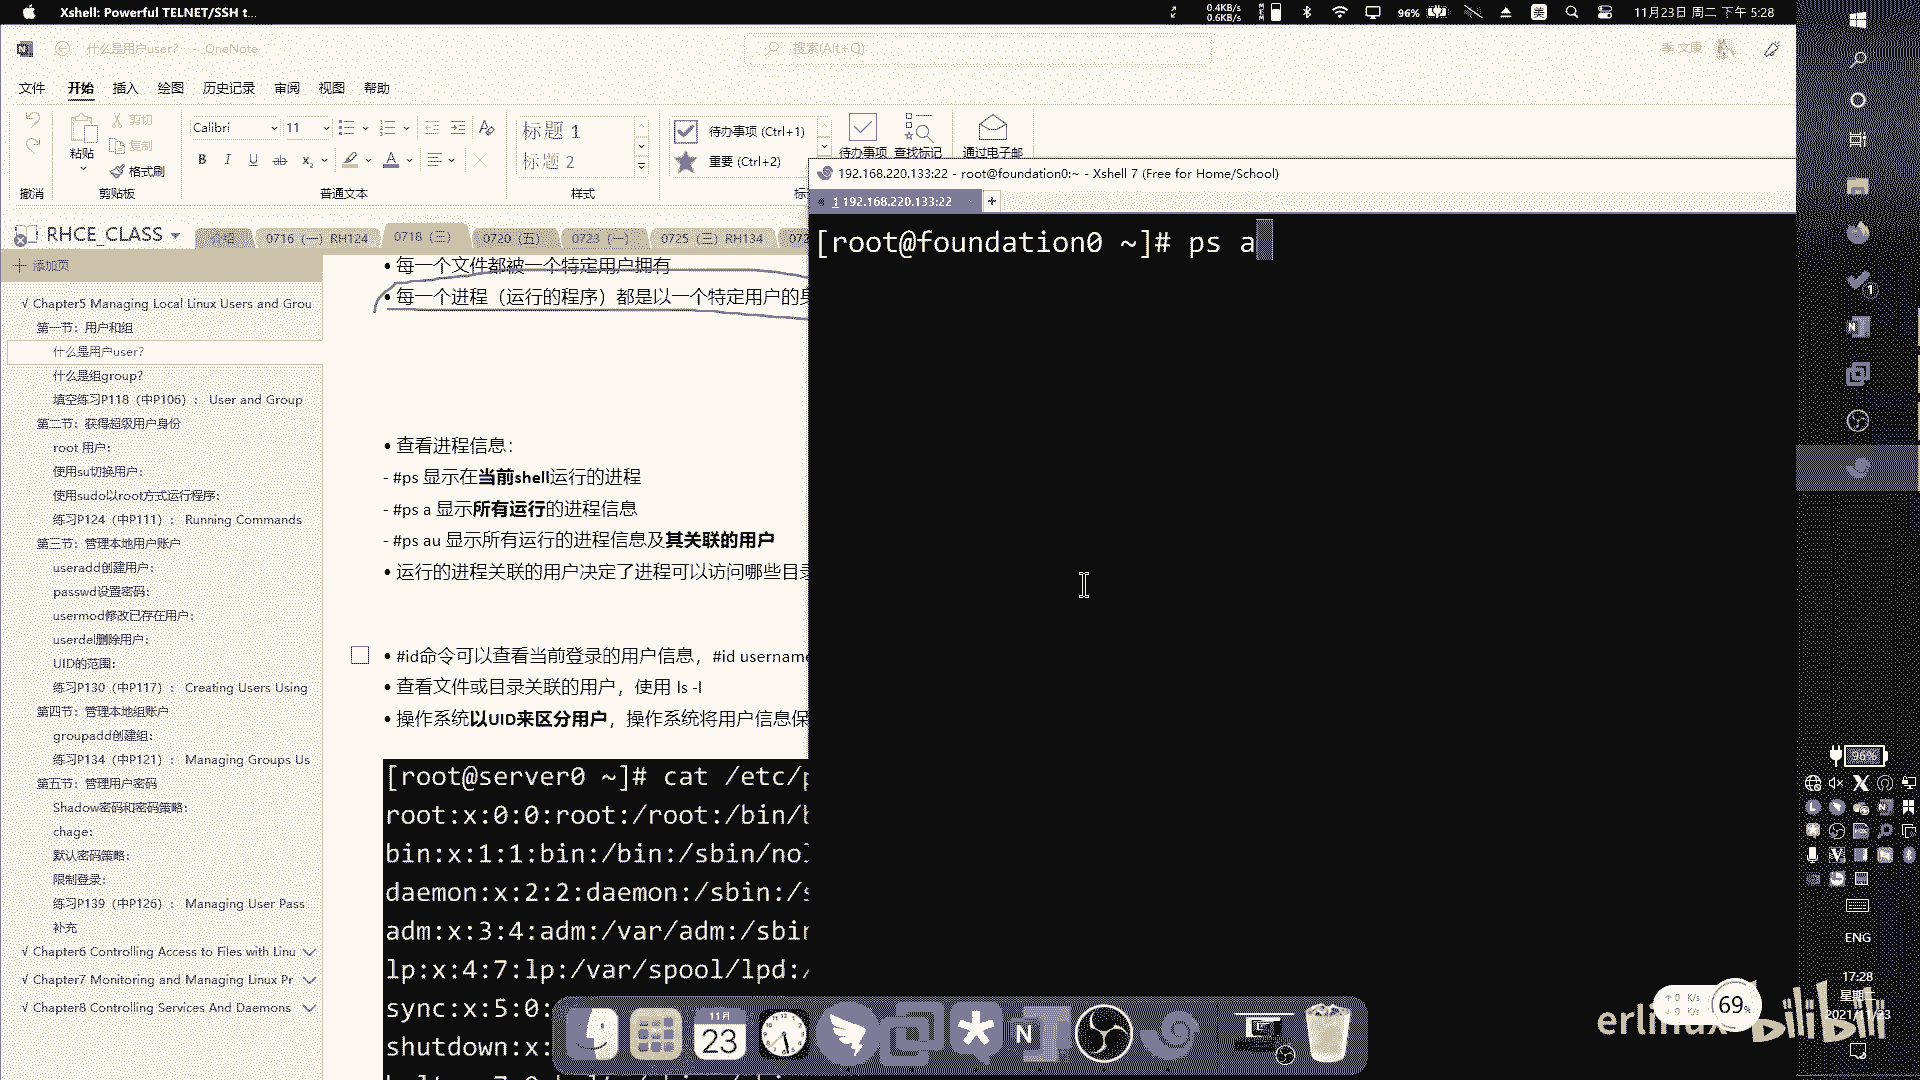 Xshell: Powerful TELNET/SSH t...
0.4KB/s
0.6KB/s
96%
美
11月23日 周二 下午 5:28
什么是用户user? - OneNote
搜索(Alt+Q)
李 文康
文件 开始 插入 绘图 历史记录 审阅 视图 帮助
粘贴
剪切
复制
格式刷
Calibri 11
B I U ab x₂ A
标题 1
标题 2
待办事项 (Ctrl+1)
重要 (Ctrl+2)
待办事项 查找标记 通过电子邮
撤消 剪贴板 普通文本 样式
192.168.220.133:22 - root@foundation0:~ - Xshell 7 (Free for Home/School)
1 192.168.220.133:22
[root@foundation0 ~]# ps a
RHCE_CLASS
介绍 0716 (一) RH124 0718 (三) 0720 (五) 0723 (一) 0725 (三) RH134 072
添加页
√ Chapter5 Managing Local Linux Users and Grou
第一节：用户和组
什么是用户user?
什么是组group?
填空练习P118（中P106）： User and Group
第二节：获得超级用户身份
root 用户:
使用su切换用户:
使用sudo以root方式运行程序:
练习P124（中P111）： Running Commands
第三节：管理本地用户账户
useradd创建用户:
passwd设置密码:
usermod修改已存在用户:
userdel删除用户:
UID的范围:
练习P130（中P117）： Creating Users Using
第四节：管理本地组账户
groupadd创建组:
练习P134（中P121）： Managing Groups Us
第五节：管理用户密码
Shadow密码和密码策略:
chage:
默认密码策略:
限制登录:
练习P139（中P126）： Managing User Pass
补充
√ Chapter6 Controlling Access to Files with Linu
√ Chapter7 Monitoring and Managing Linux Pr
√ Chapter8 Controlling Services And Daemons
• 每一个文件都被一个特定用户拥有
• 每一个进程（运行的程序）都是以一个特定用户的身
• 查看进程信息：
- #ps 显示在当前shell运行的进程
- #ps a 显示所有运行的进程信息
- #ps au 显示所有运行的进程信息及其关联的用户
• 运行的进程关联的用户决定了进程可以访问哪些目录
• #id命令可以查看当前登录的用户信息，#id username
• 查看文件或目录关联的用户，使用 ls -l
• 操作系统以UID来区分用户，操作系统将用户信息保
[root@server0 ~]# cat /etc/p
root:x:0:0:root:/root:/bin/b
bin:x:1:1:bin:/bin:/sbin/nol
daemon:x:2:2:daemon:/sbin:/s
adm:x:3:4:adm:/var/adm:/sbin
lp:x:4:7:lp:/var/spool/lpd:/
sync:x:5:0:
shutdown:x:
11月
23
1
96%
ENG
17:28
星期二
2021/11/23
0 K/s
0 K/s
69%
erlinux bilibili